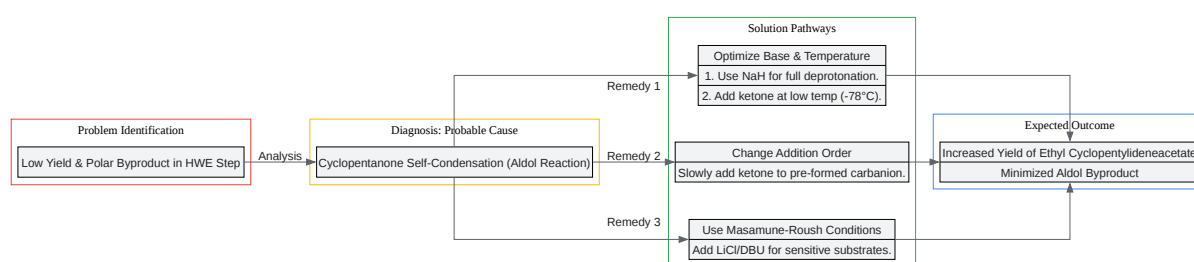 Problem Identification
Low Yield & Polar Byproduct in HWE Step
Analysis
Diagnosis: Probable Cause
Cyclopentanone Self-Condensation (Aldol Reaction)
Remedy 1
Remedy 2
Remedy 3
Solution Pathways
Optimize Base & Temperature
1. Use NaH for full deprotonation.
2. Add ketone at low temp (-78°C).
Change Addition Order
Slowly add ketone to pre-formed carbanion.
Use Masamune-Roush Conditions
Add LiCl/DBU for sensitive substrates.
Expected Outcome
Increased Yield of Ethyl Cyclopentylideneacetate
Minimized Aldol Byproduct